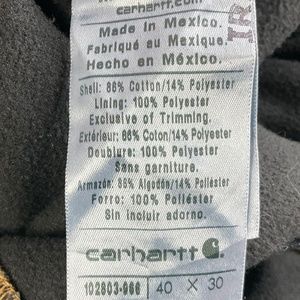 carhartt.com
Made in Mexico.
Fabriqué au Mexique.
Hecho en México.
IR
Shell: 86% Cotton/14% Polyester
Lining: 100% Polyester
Exclusive of Trimming.
Extérieur: 86% Coton/14% Polyester
Doublure: 100% Polyester
Sans garniture.
Armazón: 86% Algodón/14% Poliéster
Forro: 100% Poliéster
Sin incluir adorno.
carhartt
102803-966 40 X 30